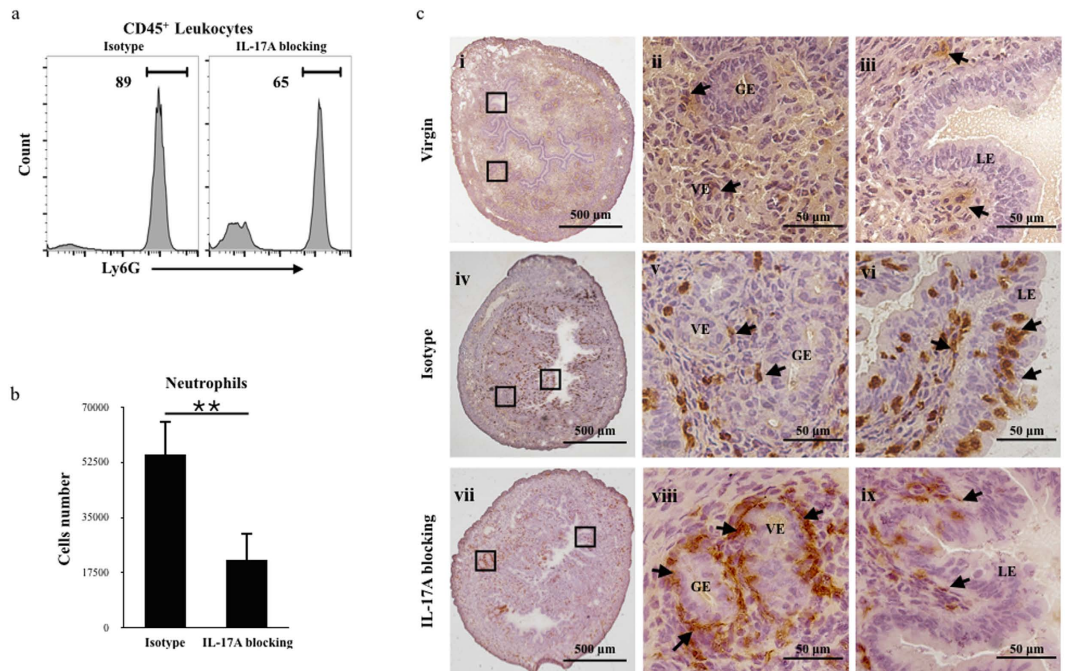 a
CD45⁺ Leukocytes
Isotype IL-17A blocking
89 65
Count
Ly6G
b
Neutrophils
**
70000
52500
35000
17500
0
Cells number
Isotype IL-17A blocking
c
Virgin
i
500 µm
ii
GE
VE
50 µm
iii
LE
50 µm
Isotype
iv
500 µm
v
VE
GE
50 µm
vi
LE
50 µm
IL-17A blocking
vii
500 µm
viii
VE
GE
50 µm
ix
LE
50 µm